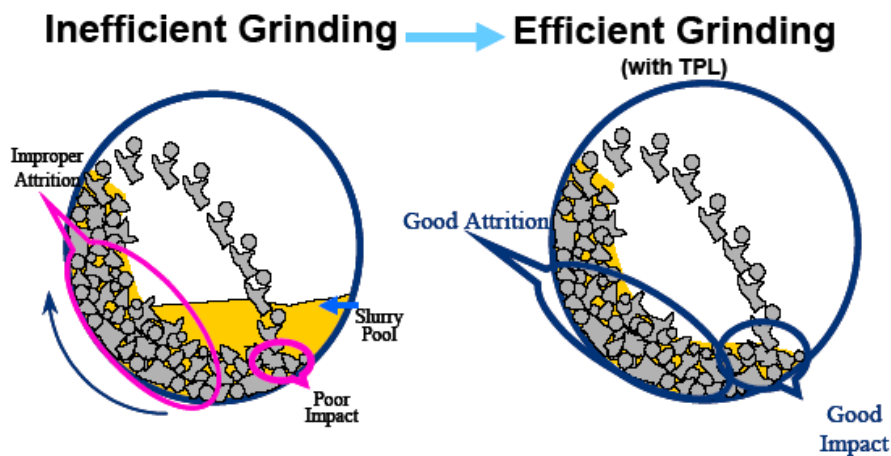 Inefficient Grinding
Efficient Grinding
(with TPL)
Improper
Attrition
Slurry
Pool
Poor
Impact
Good Attrition
Good
Impact